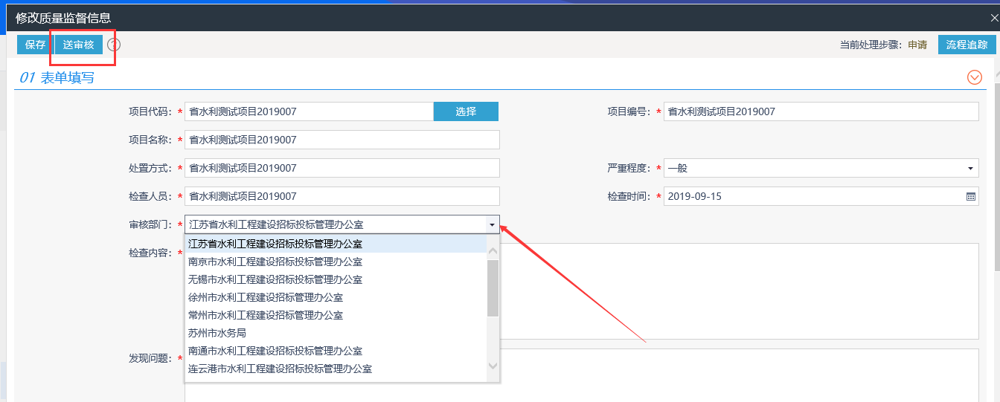 修改质量监督信息
保存 送审核 ?
当前处理步骤: 申请 流程追踪
01 表单填写
项目代码: * 省水利测试项目2019007 选择 项目编号: * 省水利测试项目2019007
项目名称: * 省水利测试项目2019007
处置方式: * 省水利测试项目2019007 严重程度: * 一般
检查人员: * 省水利测试项目2019007 检查时间: * 2019-09-15
审核部门: * 江苏省水利工程建设招标投标管理办公室
江苏省水利工程建设招标投标管理办公室
检查内容: *
南京市水利工程建设招标投标管理办公室
无锡市水利工程建设招标投标管理办公室
徐州市水利工程建设招标投标管理办公室
常州市水利工程建设招标投标管理办公室
苏州市水务局
南通市水利工程建设招标投标管理办公室
发现问题: *
连云港市水利工程建设招标投标管理办公室